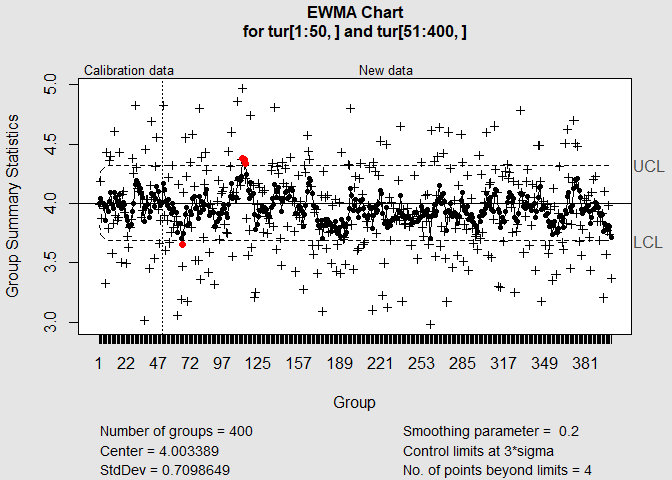 EWMA Chart
for tur[1:50, ] and tur[51:400, ]
Calibration data
New data
Group Summary Statistics
5.0
4.5
4.0
3.5
3.0
UCL
LCL
1 22 47 72 97 125 157 189 221 253 285 317 349 381
Group
Number of groups = 400
Center = 4.003389
StdDev = 0.7098649
Smoothing parameter = 0.2
Control limits at 3*sigma
No. of points beyond limits = 4